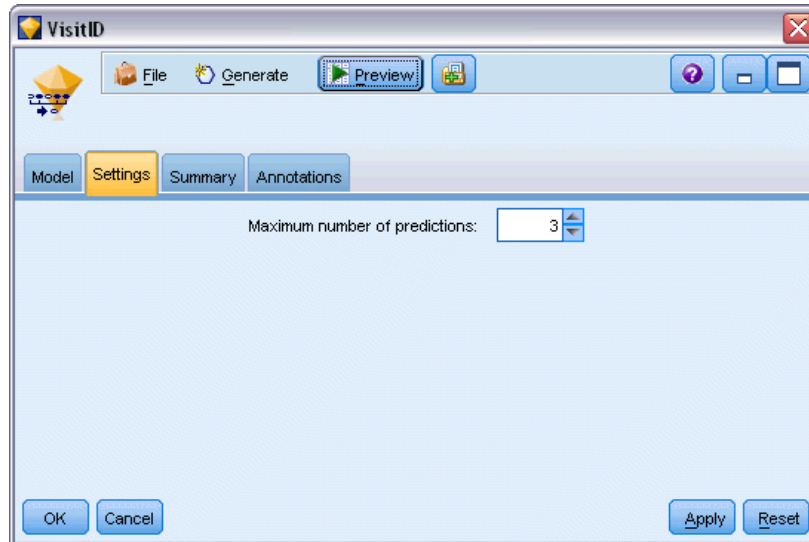 VisitID
File Generate Preview
Model Settings Summary Annotations
Maximum number of predictions: 3
OK Cancel Apply Reset